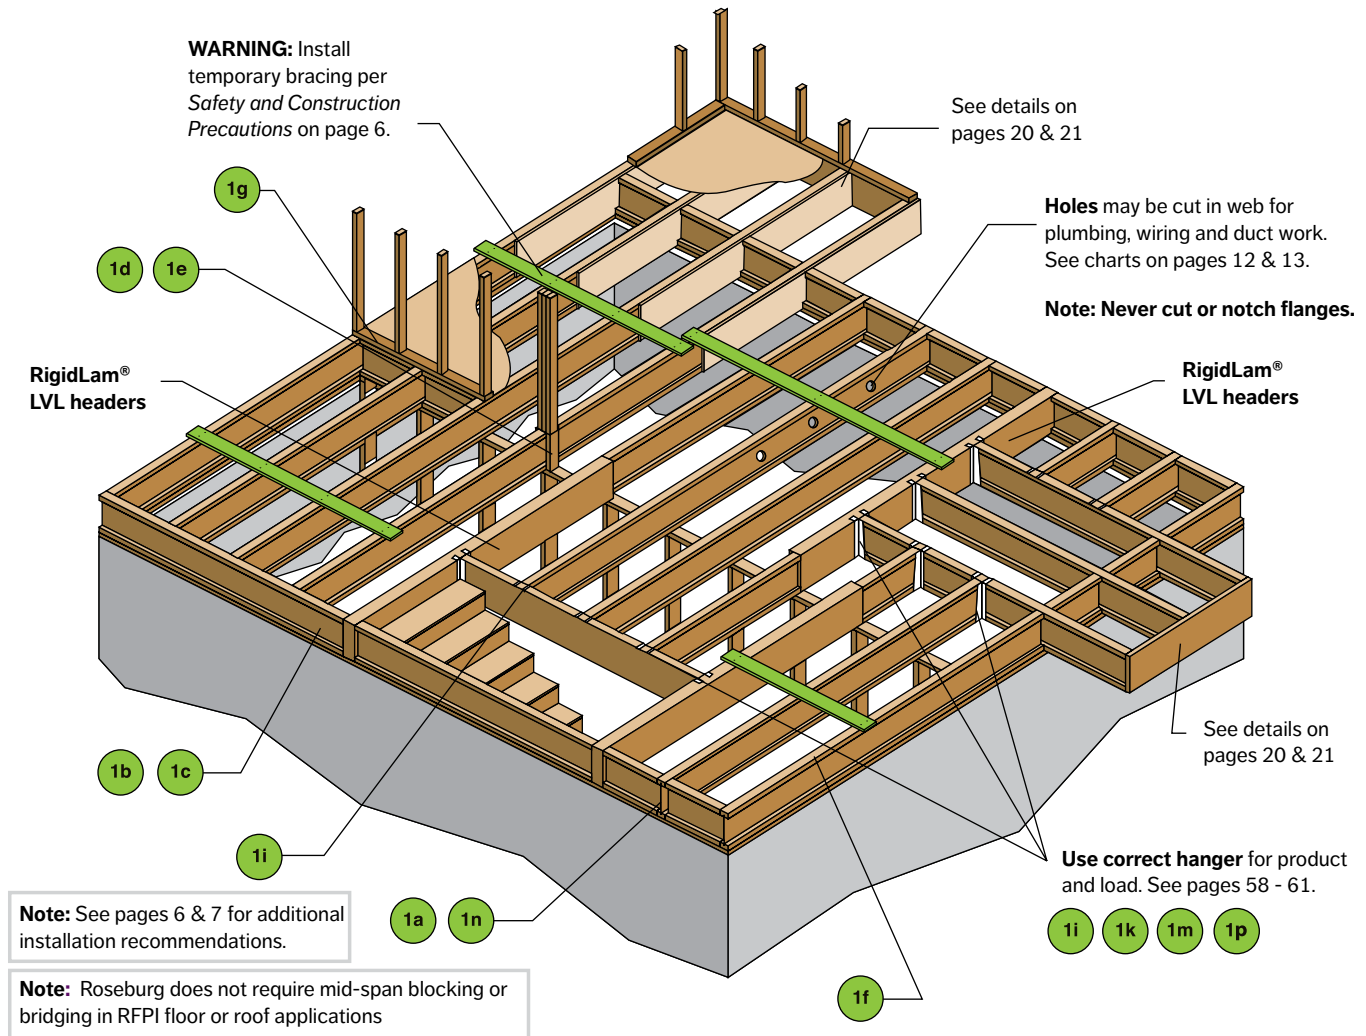 WARNING: Install
temporary bracing per
Safety and Construction
Precautions on page 6.
See details on
pages 20 & 21
1g
Holes may be cut in web for
plumbing, wiring and duct work.
See charts on pages 12 & 13.
Note: Never cut or notch flanges.
1d 1e
RigidLam®
LVL headers
RigidLam®
LVL headers
See details on
pages 20 & 21
1b 1c
1i
Use correct hanger for product
and load. See pages 58 - 61.
1i 1k 1m 1p
1a 1n
1f
Note: See pages 6 & 7 for additional
installation recommendations.
Note: Roseburg does not require mid-span blocking or
bridging in RFPI floor or roof applications